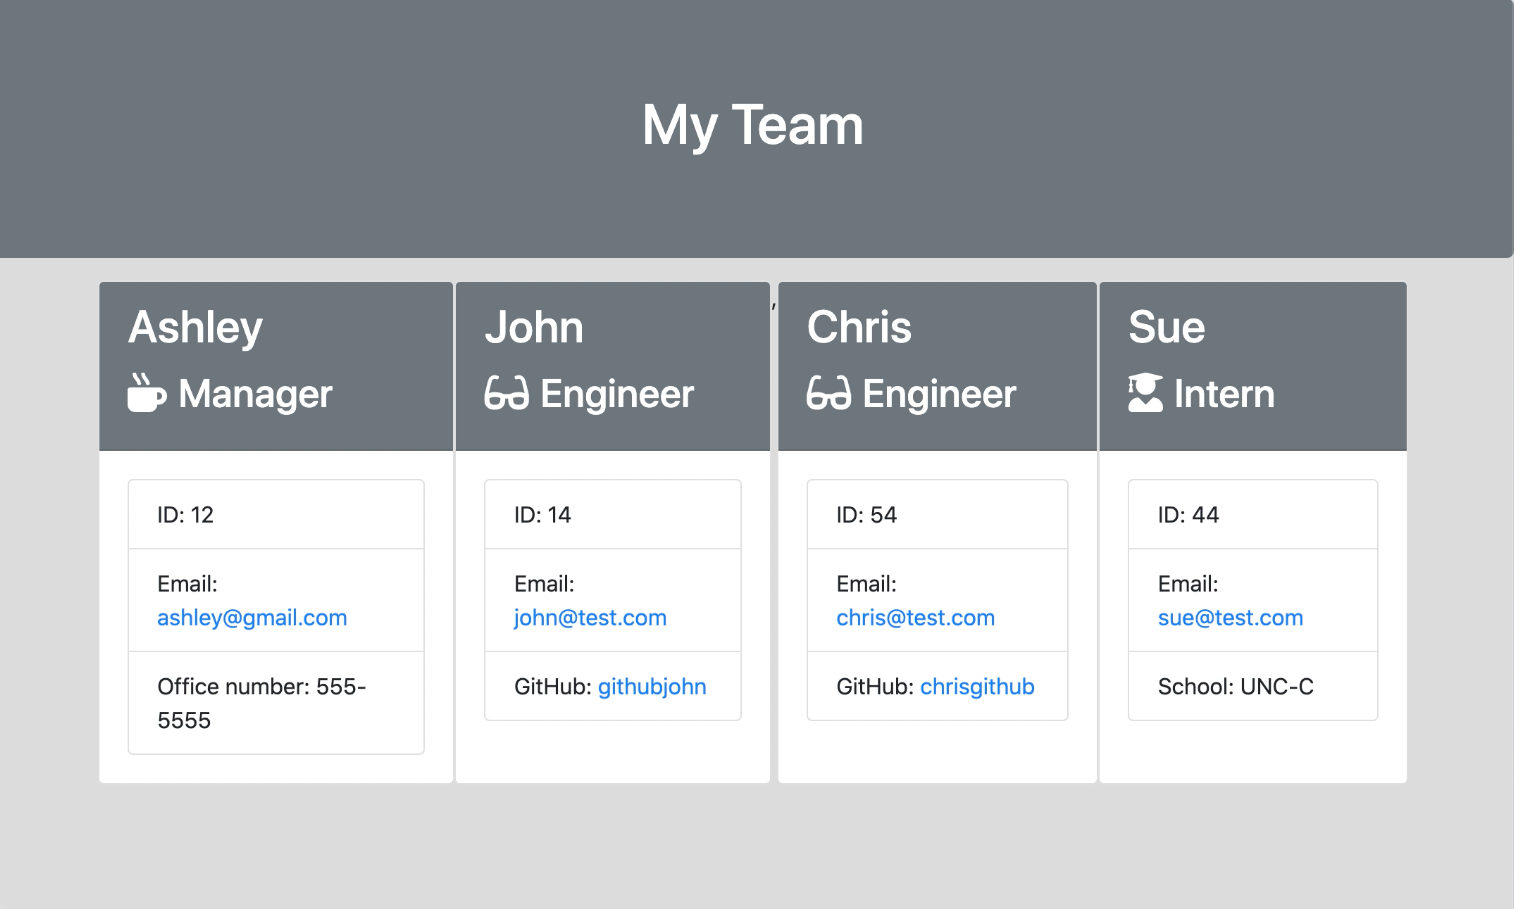 My Team
Ashley
Manager
ID: 12
Email:
ashley@gmail.com
Office number: 555-
5555
John
Engineer
ID: 14
Email:
john@test.com
GitHub: githubjohn
,
Chris
Engineer
ID: 54
Email:
chris@test.com
GitHub: chrisgithub
Sue
Intern
ID: 44
Email:
sue@test.com
School: UNC-C